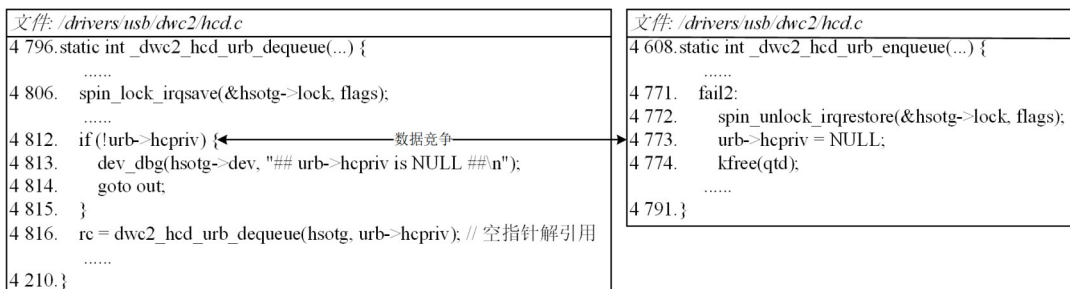 文件: /drivers/usb/dwc2/hcd.c
4 796.static int _dwc2_hcd_urb_dequeue(...) {
......
4 806. spin_lock_irqsave(&hsotg->lock, flags);
......
4 812. if (!urb->hcpriv) {
4 813. dev_dbg(hsotg->dev, "## urb->hcpriv is NULL ##\n");
4 814. goto out;
4 815. }
4 816. rc = dwc2_hcd_urb_dequeue(hsotg, urb->hcpriv); // 空指针解引用
......
4 210.}
数据竞争
文件: /drivers/usb/dwc2/hcd.c
4 608.static int _dwc2_hcd_urb_enqueue(...) {
......
4 771. fail2:
4 772. spin_unlock_irqrestore(&hsotg->lock, flags);
4 773. urb->hcpriv = NULL;
4 774. kfree(qtd);
......
4 791.}